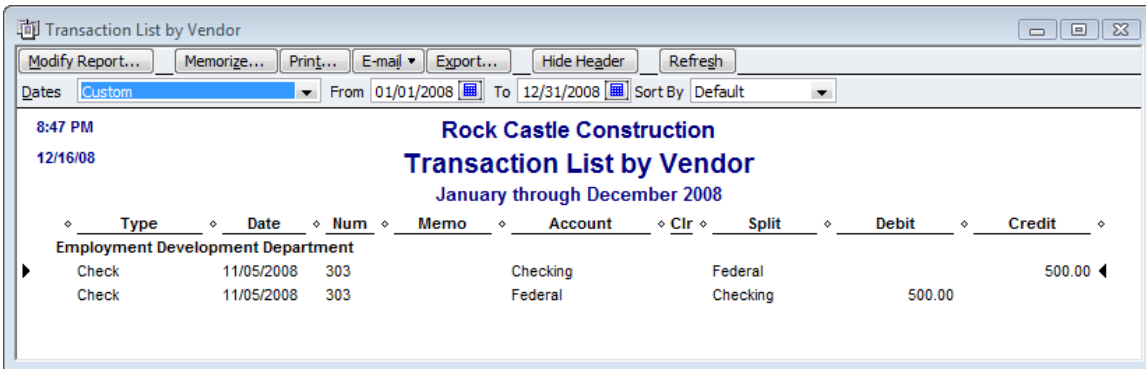 Transaction List by Vendor
Modify Report... Memorize... Print... E-mail Export... Hide Header Refresh
Dates Custom From 01/01/2008 To 12/31/2008 Sort By Default
8:47 PM Rock Castle Construction
12/16/08 Transaction List by Vendor
January through December 2008
Type Date Num Memo Account Clr Split Debit Credit
Employment Development Department
Check 11/05/2008 303 Checking Federal 500.00
Check 11/05/2008 303 Federal Checking 500.00